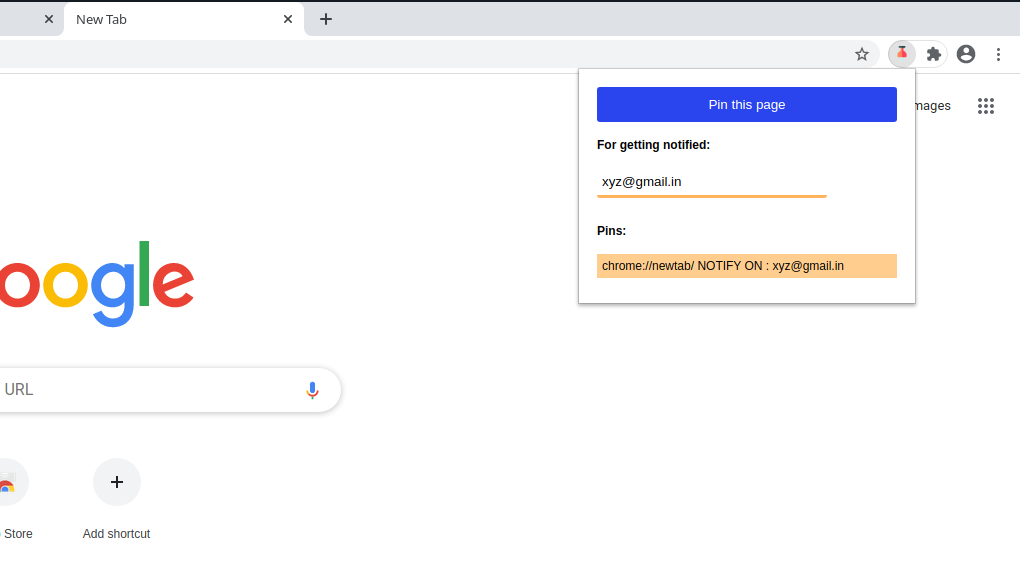 New Tab
Pin this page
mages
For getting notified:
xyz@gmail.in
Pins:
chrome://newtab/ NOTIFY ON : xyz@gmail.in
oogle
URL
Store
Add shortcut